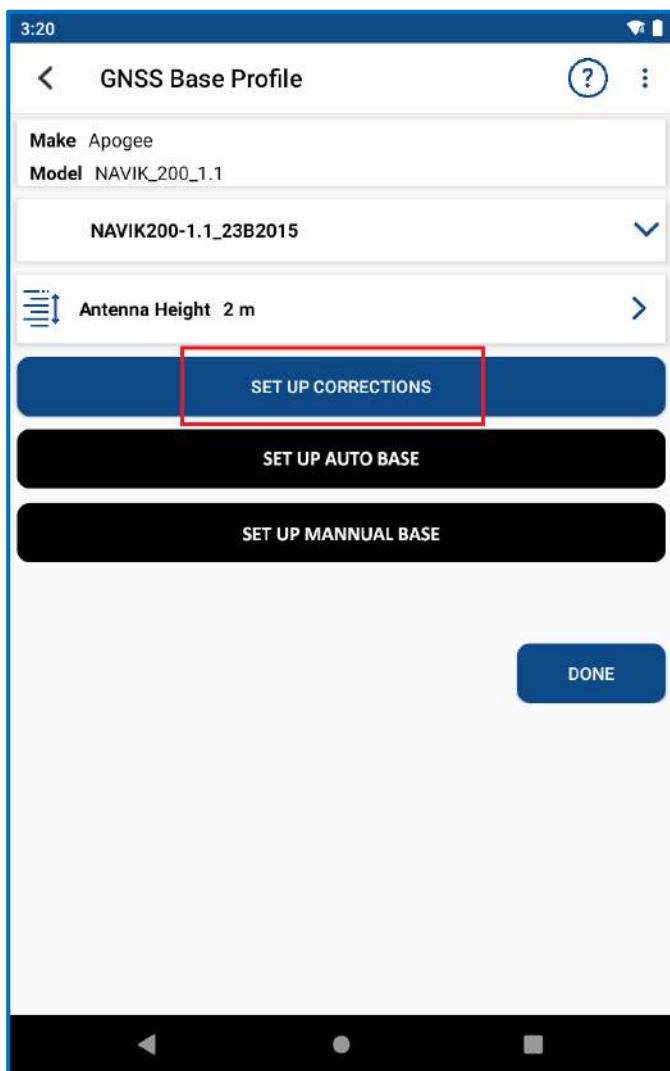 3:20
GNSS Base Profile ?
Make Apogee
Model NAVIK_200_1.1
NAVIK200-1.1_23B2015
Antenna Height 2 m
SET UP CORRECTIONS
SET UP AUTO BASE
SET UP MANNUAL BASE
DONE